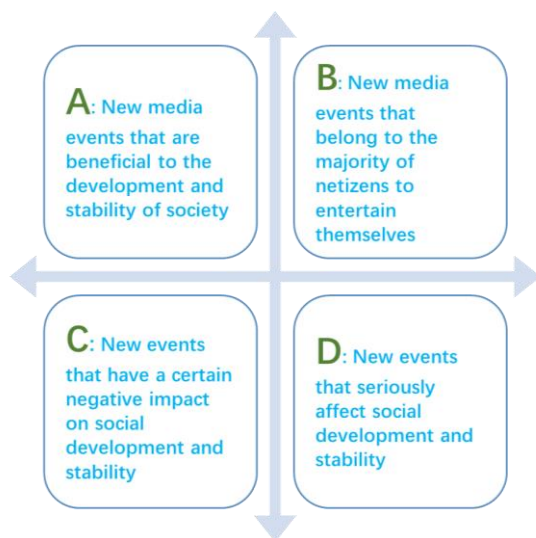 A: New media
events that are
beneficial to the
development and
stability of society
B: New media
events that
belong to the
majority of
netizens to
entertain
themselves
C: New events
that have a certain
negative impact
on social
development and
stability
D: New events
that seriously
affect social
development and
stability